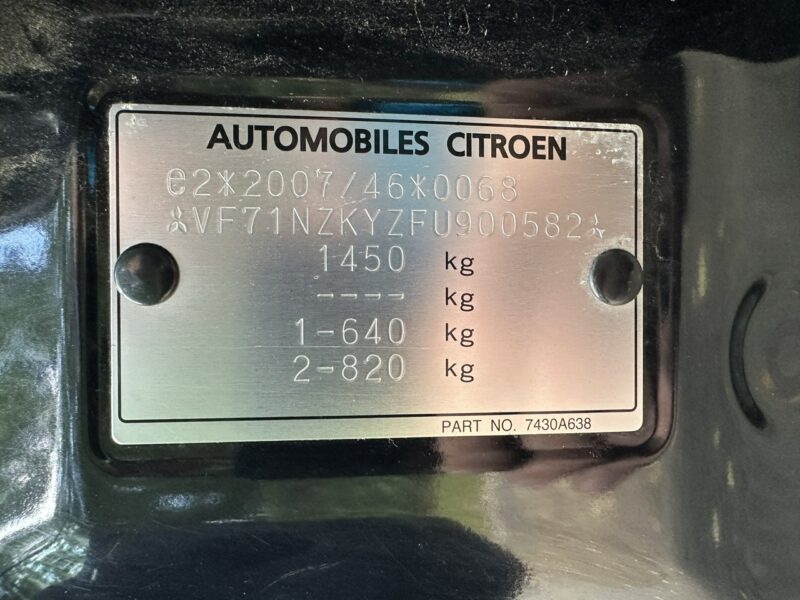 AUTOMOBILES CITROEN
e2*2007/46*0068
VF71NZKYZFU900582
1450 kg
---- kg
1-640 kg
2-820 kg
PART NO. 7430A638